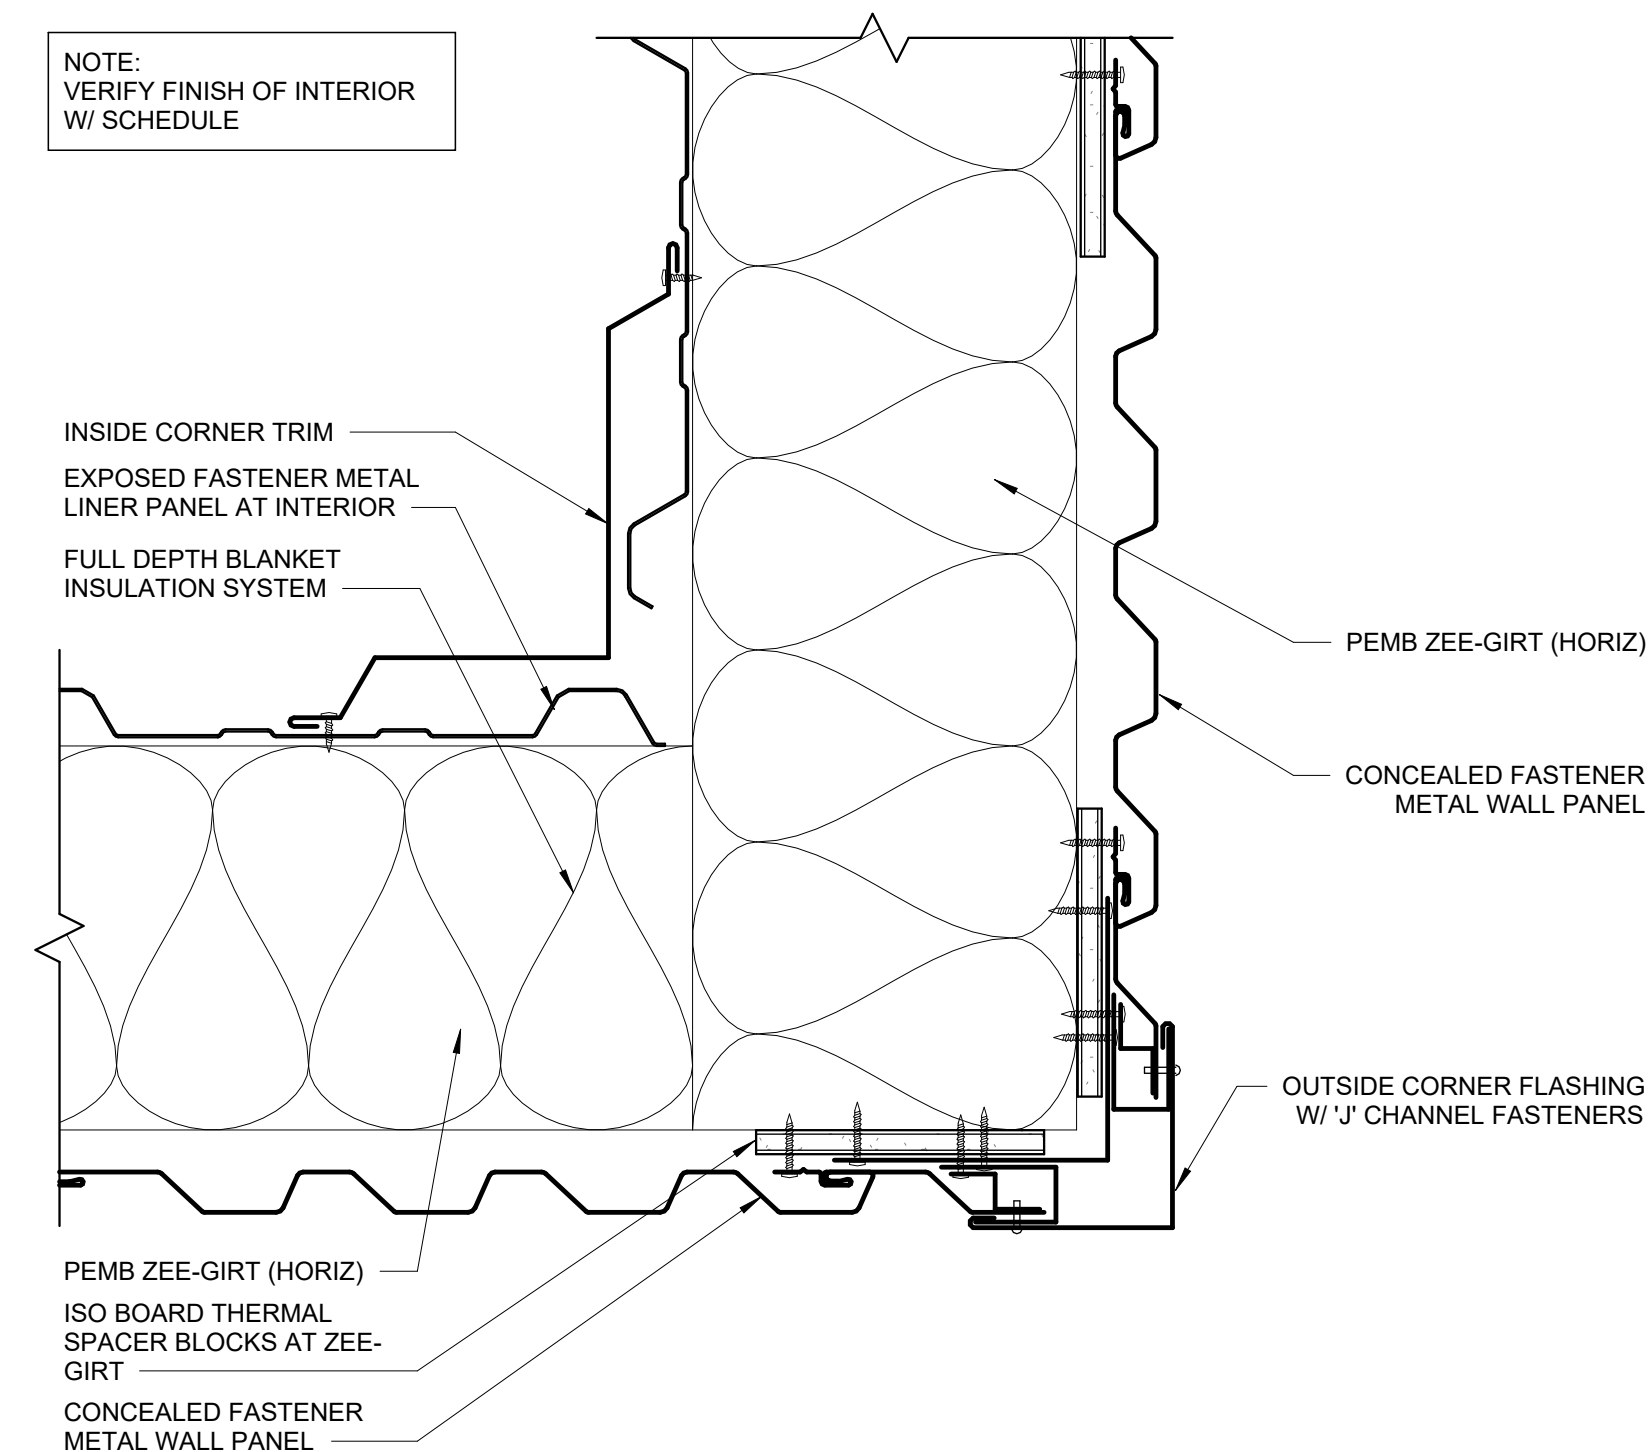 NOTE:
VERIFY FINISH OF INTERIOR
W/ SCHEDULE
INSIDE CORNER TRIM
EXPOSED FASTENER METAL
LINER PANEL AT INTERIOR
FULL DEPTH BLANKET
INSULATION SYSTEM
PEMB ZEE-GIRT (HORIZ)
CONCEALED FASTENER
METAL WALL PANEL
OUTSIDE CORNER FLASHING
W/ 'J' CHANNEL FASTENERS
PEMB ZEE-GIRT (HORIZ)
ISO BOARD THERMAL
SPACER BLOCKS AT ZEE-
GIRT
CONCEALED FASTENER
METAL WALL PANEL